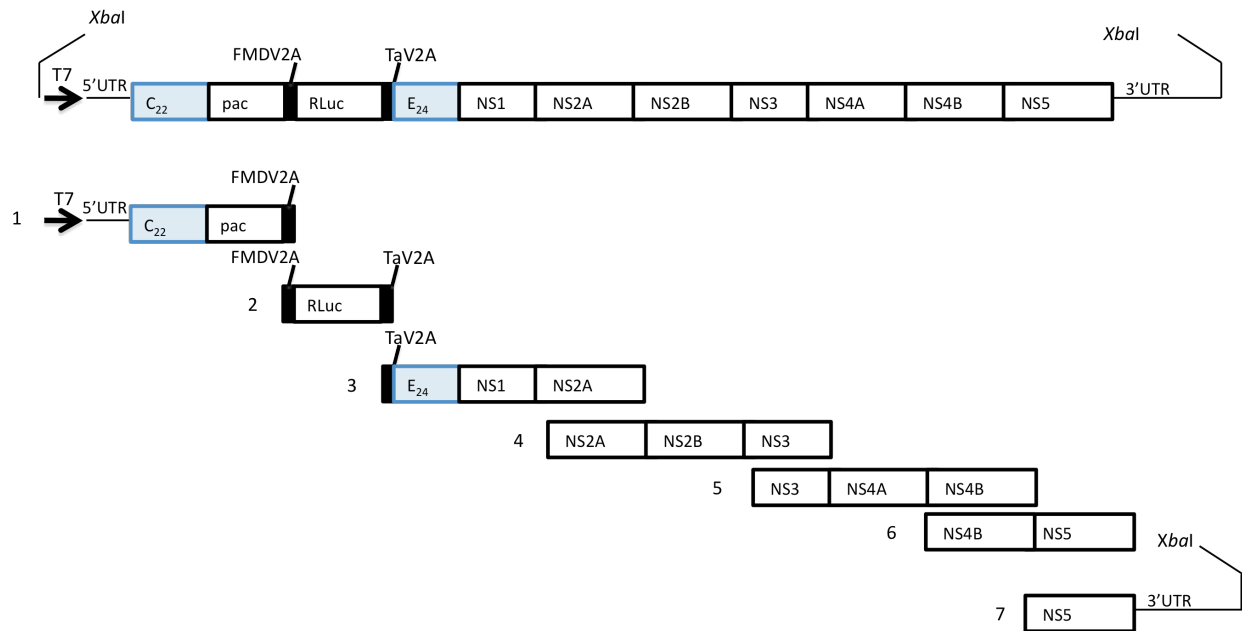 XbaI
XbaI
FMDV2A TaV2A
T7 5'UTR C22 pac RLuc E24 NS1 NS2A NS2B NS3 NS4A NS4B NS5 3'UTR
FMDV2A
1 T7 5'UTR C22 pac
FMDV2A TaV2A
2 RLuc
TaV2A
3 E24 NS1 NS2A
4 NS2A NS2B NS3
5 NS3 NS4A NS4B
6 NS4B NS5
XbaI
7 NS5 3'UTR